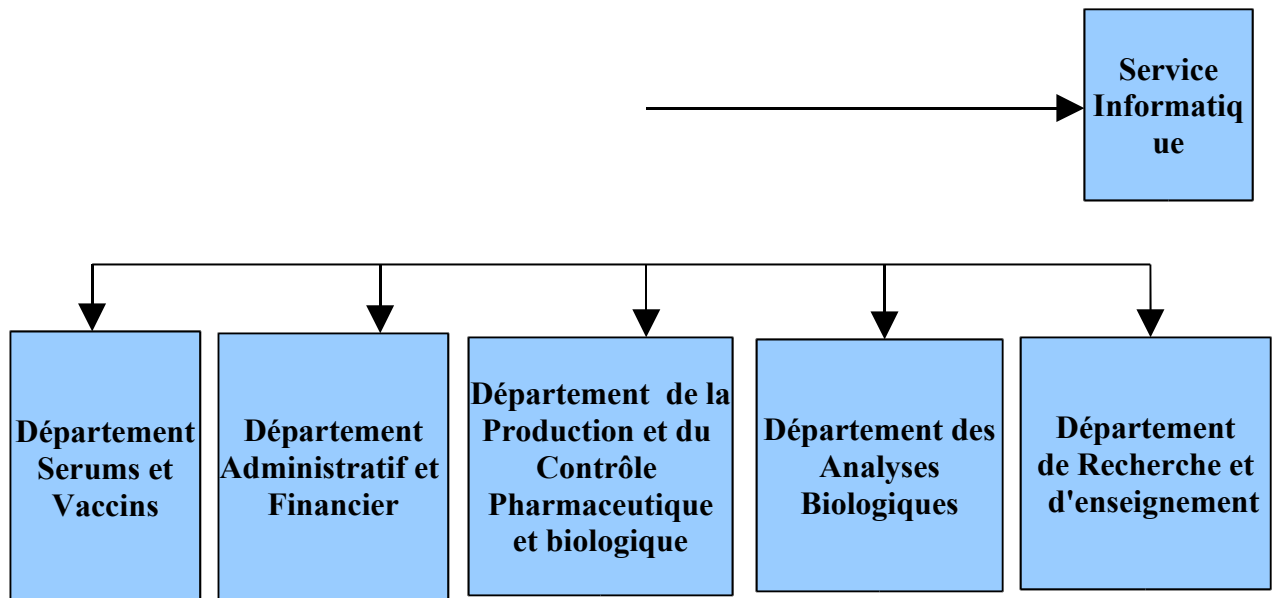 Service
Informatiq
ue
Département
Serums et
Vaccins
Département
Administratif et
Financier
Département de la
Production et du
Contrôle
Pharmaceutique
et biologique
Département des
Analyses
Biologiques
Département
de Recherche et
d'enseignement